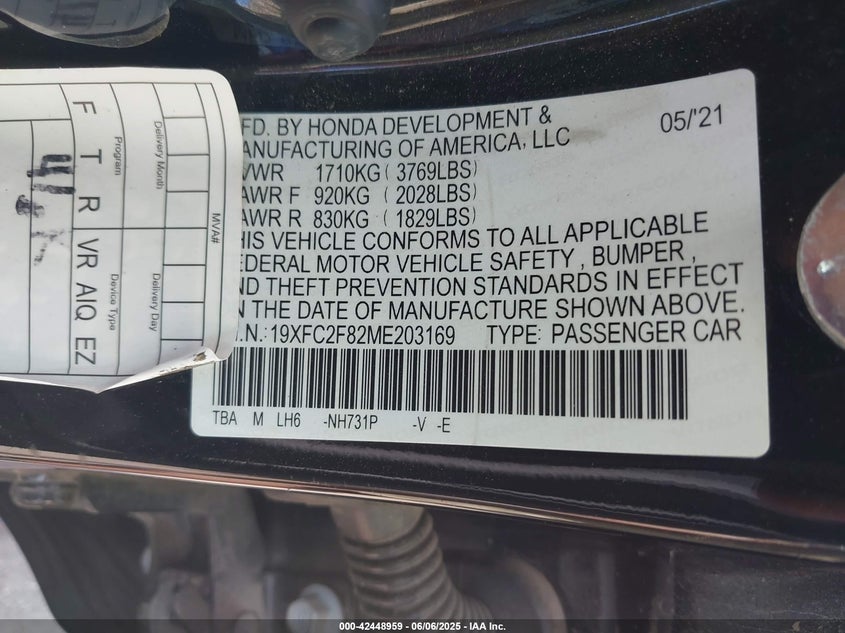 FD. BY HONDA DEVELOPMENT & 05/'21
ANUFACTURING OF AMERICA, LLC
VWR 1710KG ( 3769LBS)
AWR F 920KG ( 2028LBS)
AWR R 830KG ( 1829LBS)
HIS VEHICLE CONFORMS TO ALL APPLICABLE
EDERAL MOTOR VEHICLE SAFETY , BUMPER ,
ND THEFT PREVENTION STANDARDS IN EFFECT
N THE DATE OF MANUFACTURE SHOWN ABOVE.
.N.:19XFC2F82ME203169 TYPE: PASSENGER CAR
TBA M LH6 -NH731P -V -E
MVA#
Delivery Month
Delivery Day
Program
Device Type
F T R VR AIQ EZ
000-42448959 - 06/06/2025 - IAA Inc.